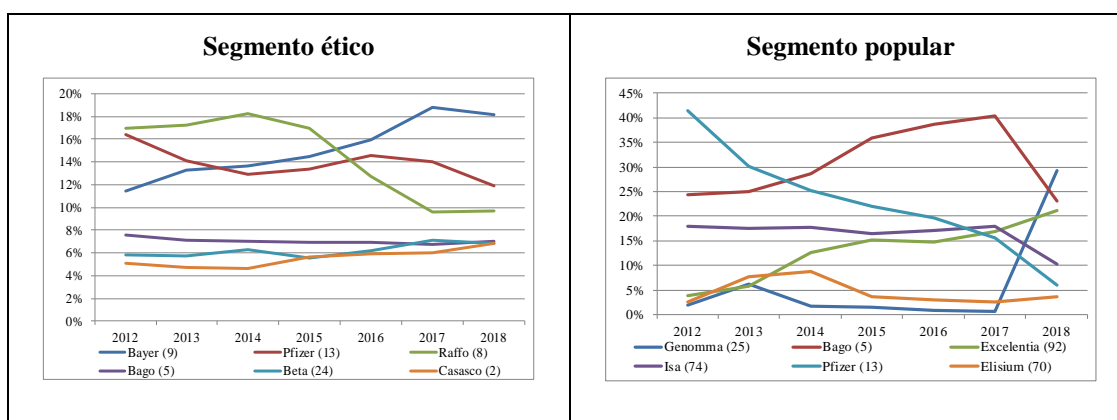 Segmento ético
20%
18%
16%
14%
12%
10%
8%
6%
4%
2%
0%
2012 2013 2014 2015 2016 2017 2018
Bayer (9) Pfizer (13) Raffo (8)
Bago (5) Beta (24) Casasco (2)
Segmento popular
45%
40%
35%
30%
25%
20%
15%
10%
5%
0%
2012 2013 2014 2015 2016 2017 2018
Genomma (25) Bago (5) Excelentia (92)
Isa (74) Pfizer (13) Elisium (70)